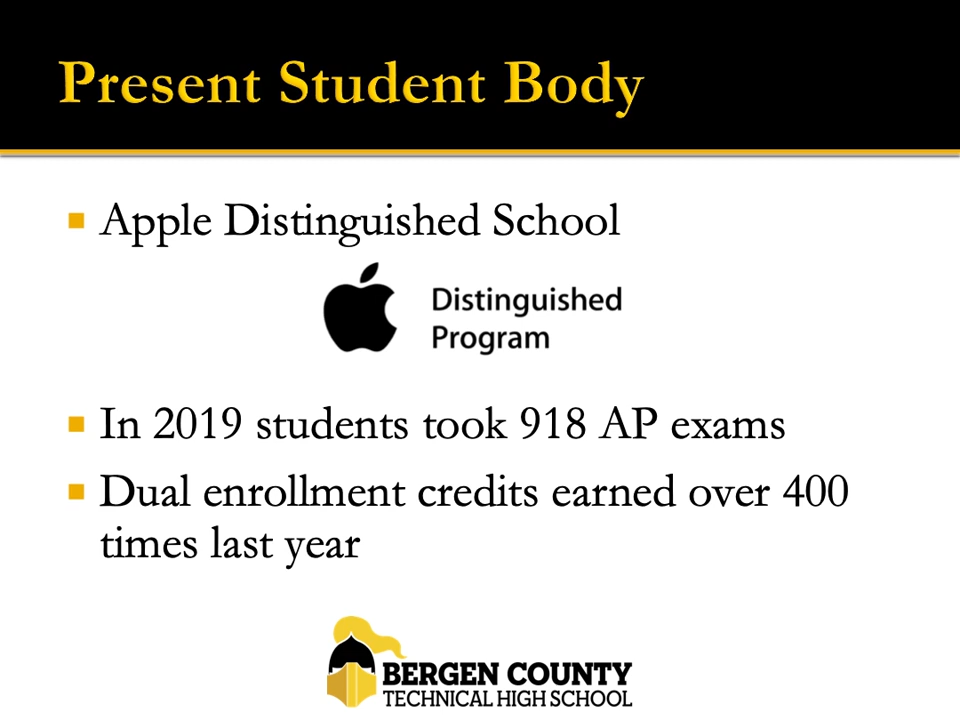 Present Student Body
Apple Distinguished School
Distinguished
Program
In 2019 students took 918 AP exams
Dual enrollment credits earned over 400
times last year
BERGEN COUNTY
TECHNICAL HIGH SCHOOL